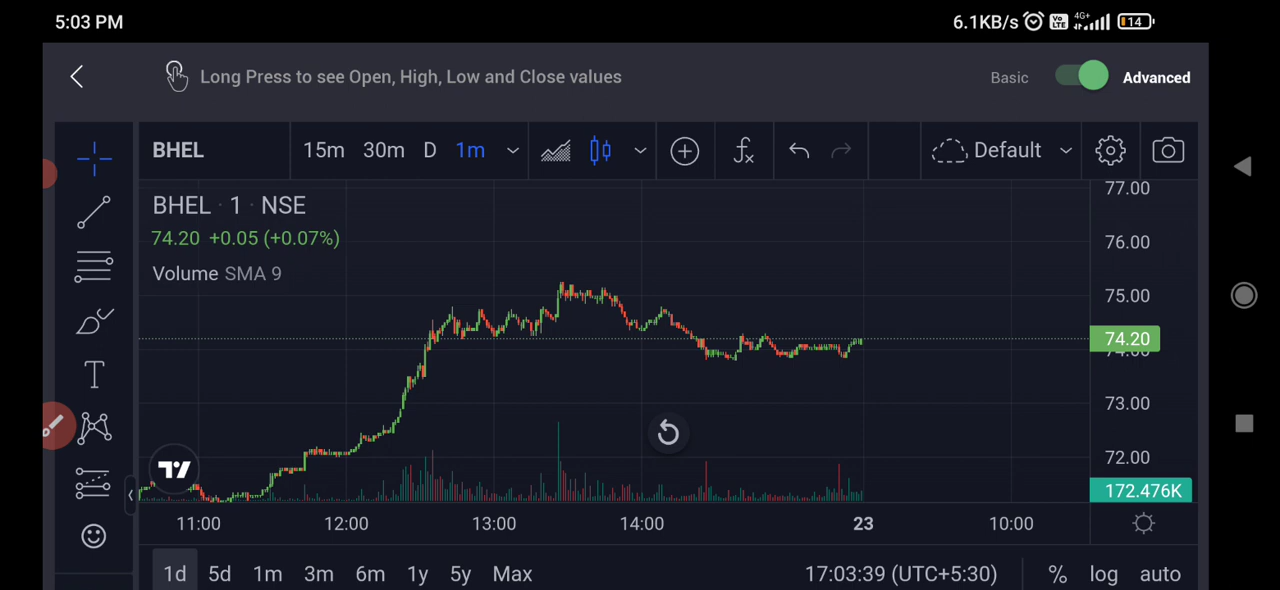 5:03 PM 6.1KB/s Vo LTE 4G+ 14
Long Press to see Open, High, Low and Close values Basic Advanced
BHEL 15m 30m D 1m fx Default
BHEL · 1 · NSE
74.20 +0.05 (+0.07%)
Volume SMA 9
77.00
76.00
75.00
74.20
74.00
73.00
72.00
172.476K
T
11:00 12:00 13:00 14:00 23 10:00
1d 5d 1m 3m 6m 1y 5y Max 17:03:39 (UTC+5:30) % log auto